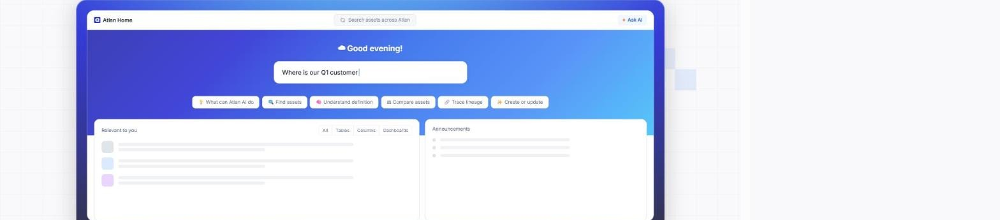 Atlan Home
Search assets across Atlan
Ask AI
Good evening!
Where is our Q1 customer
What can Atlan AI do
Find assets
Understand definition
Compare assets
Trace lineage
Create or update
Relevant to you
All
Tables
Columns
Dashboards
Announcements